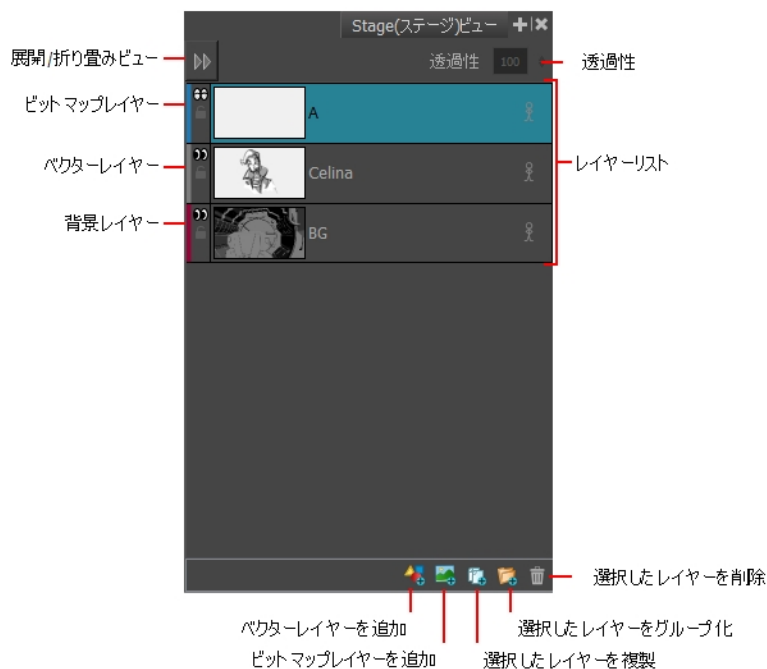 Stage(ステージ)ビュー
展開/折り畳みビュー
透過性 100
透過性
ビットマップレイヤー
A
ベクターレイヤー
Celina
レイヤーリスト
背景レイヤー
BG
選択したレイヤーを削除
ベクターレイヤーを追加
選択したレイヤーをグループ化
ビットマップレイヤーを追加
選択したレイヤーを複製